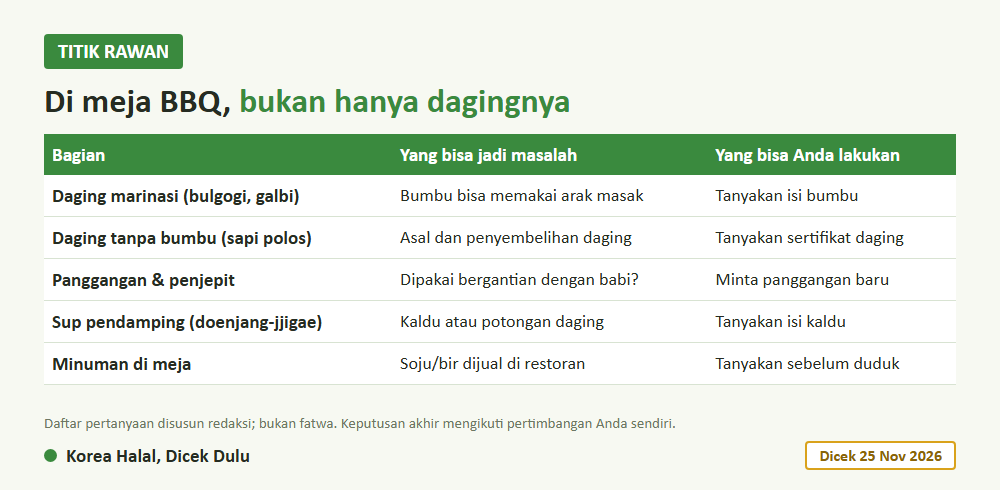 TITIK RAWAN
Di meja BBQ, bukan hanya dagingnya
Bagian Yang bisa jadi masalah Yang bisa Anda lakukan
Daging marinasi (bulgogi, galbi) Bumbu bisa memakai arak masak Tanyakan isi bumbu
Daging tanpa bumbu (sapi polos) Asal dan penyembelihan daging Tanyakan sertifikat daging
Panggangan & penjepit Dipakai bergantian dengan babi? Minta panggangan baru
Sup pendamping (doenjang-jjigae) Kaldu atau potongan daging Tanyakan isi kaldu
Minuman di meja Soju/bir dijual di restoran Tanyakan sebelum duduk
Daftar pertanyaan disusun redaksi; bukan fatwa. Keputusan akhir mengikuti pertimbangan Anda sendiri.
Korea Halal, Dicek Dulu
Dicek 25 Nov 2026